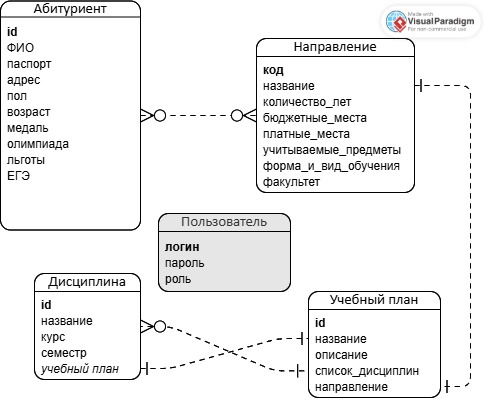 Абитуриент
id
ФИО
паспорт
адрес
пол
возраст
медаль
олимпиада
льготы
ЕГЭ
Made with
Visual Paradigm
For non-commercial use
Направление
код
название
количество_лет
бюджетные_места
платные_места
учитываемые_предметы
форма_и_вид_обучения
факультет
Пользователь
логин
пароль
роль
Дисциплина
id
название
курс
семестр
учебный план
Учебный план
id
название
описание
список_дисциплин
направление